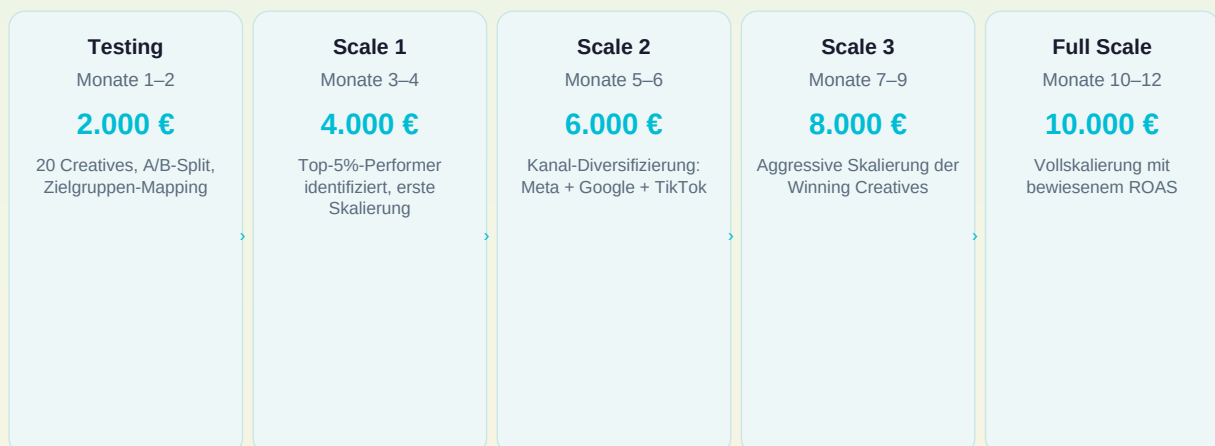 Testing
Monate 1–2
2.000 €
20 Creatives, A/B-Split,
Zielgruppen-Mapping
›
Scale 1
Monate 3–4
4.000 €
Top-5%-Performer
identifiziert, erste
Skalierung
›
Scale 2
Monate 5–6
6.000 €
Kanal-Diversifizierung:
Meta + Google + TikTok
›
Scale 3
Monate 7–9
8.000 €
Aggressive Skalierung der
Winning Creatives
›
Full Scale
Monate 10–12
10.000 €
Vollskalierung mit
bewiesenem ROAS